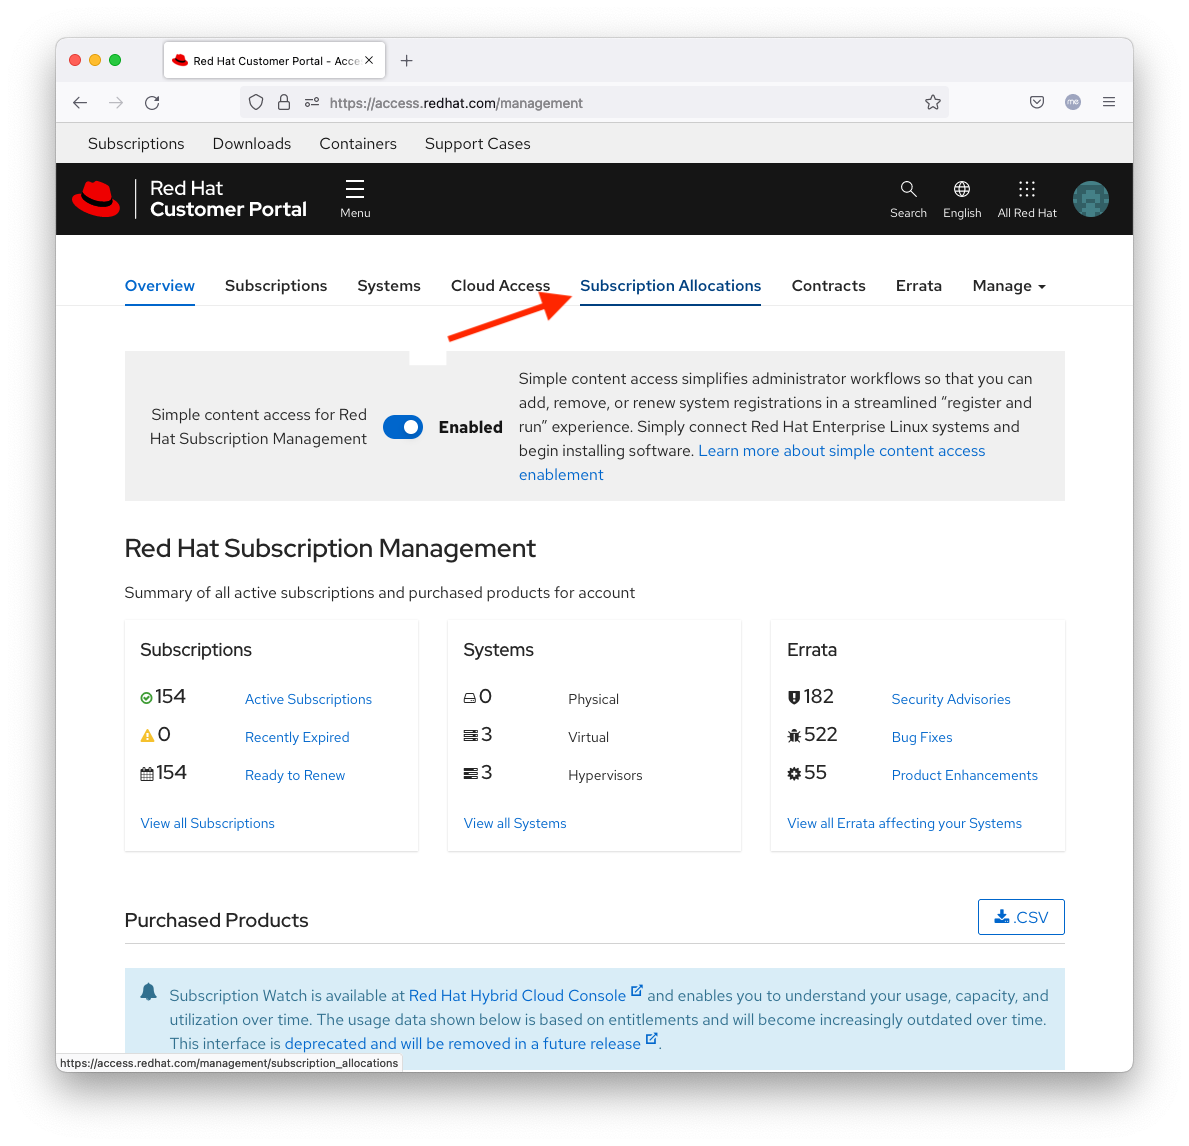 Red Hat Customer Portal - Acce
https://access.redhat.com/management
me
Subscriptions Downloads Containers Support Cases
Red Hat
Customer Portal
Menu
Search English All Red Hat
Overview Subscriptions Systems Cloud Access Subscription Allocations Contracts Errata Manage
Simple content access for Red
Hat Subscription Management
Enabled
Simple content access simplifies administrator workflows so that you can
add, remove, or renew system registrations in a streamlined “register and
run” experience. Simply connect Red Hat Enterprise Linux systems and
begin installing software. Learn more about simple content access
enablement
Red Hat Subscription Management
Summary of all active subscriptions and purchased products for account
Subscriptions
154 Active Subscriptions
0 Recently Expired
154 Ready to Renew
View all Subscriptions
Systems
0 Physical
3 Virtual
3 Hypervisors
View all Systems
Errata
182 Security Advisories
522 Bug Fixes
55 Product Enhancements
View all Errata affecting your Systems
Purchased Products
.CSV
Subscription Watch is available at Red Hat Hybrid Cloud Console and enables you to understand your usage, capacity, and
utilization over time. The usage data shown below is based on entitlements and will become increasingly outdated over time.
This interface is deprecated and will be removed in a future release.
https://access.redhat.com/management/subscription_allocations